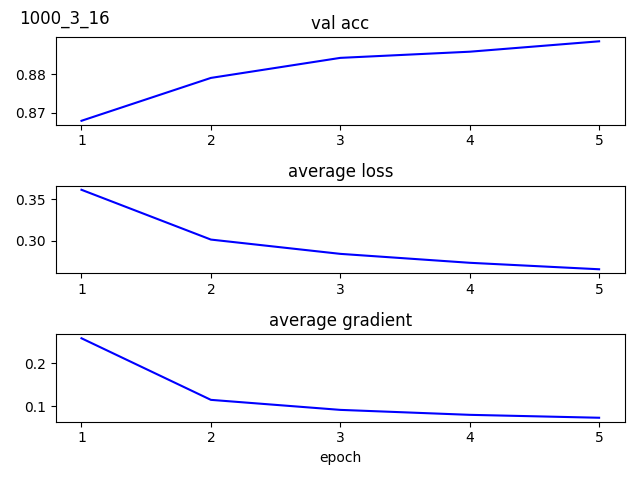 1000_3_16
val acc
0.88
0.87
1 2 3 4 5
average loss
0.35
0.30
1 2 3 4 5
average gradient
0.2
0.1
1 2 3 4 5
epoch